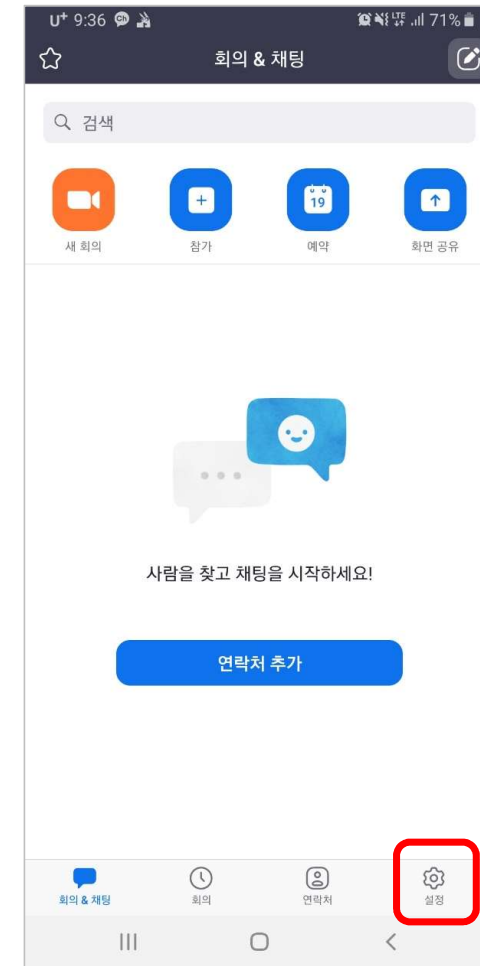 U+ 9:36 LTE 71%
회의 & 채팅
검색
19
새 회의 참가 예약 화면 공유
사람을 찾고 채팅을 시작하세요!
연락처 추가
회의 & 채팅 회의 연락처 설정